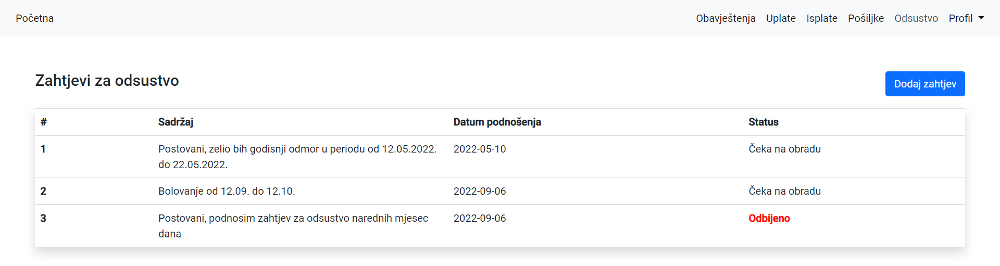 Početna Obavještenja Uplate Isplate Pošiljke Odsustvo Profil
Zahtjevi za odsustvo
Dodaj zahtjev
# Sadržaj Datum podnošenja Status
1 Postovani, zelio bih godisnji odmor u periodu od 12.05.2022. 2022-05-10 Čeka na obradu
do 22.05.2022.
2 Bolovanje od 12.09. do 12.10. 2022-09-06 Čeka na obradu
3 Postovani, podnosim zahtjev za odsustvo narednih mjesec 2022-09-06 Odbijeno
dana